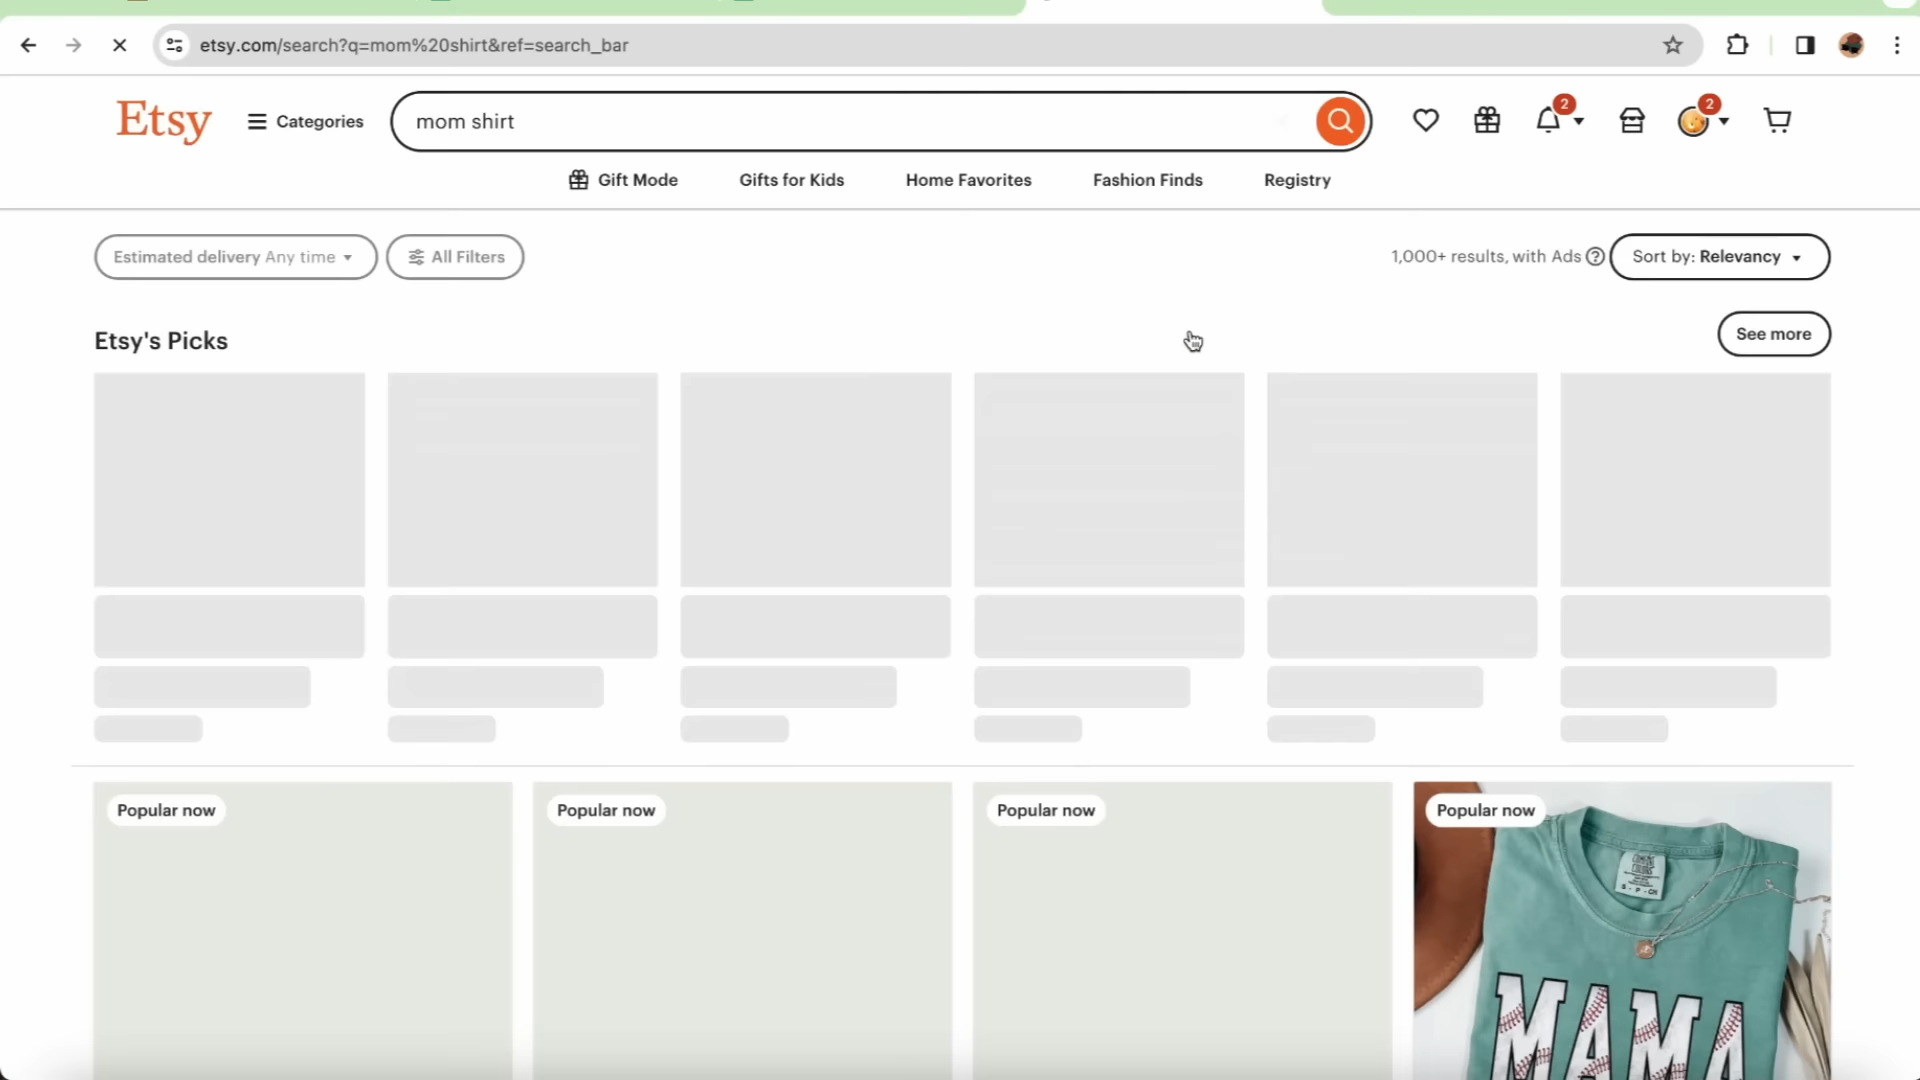 etsy.com/search?q=mom%20shirt&ref=search_bar
Etsy
Categories
mom shirt
2
2
Gift Mode
Gifts for Kids
Home Favorites
Fashion Finds
Registry
Estimated delivery Any time
All Filters
1,000+ results, with Ads
Sort by: Relevancy
Etsy's Picks
See more
Popular now
Popular now
Popular now
Popular now
COMFORT
COLORS
MAMA